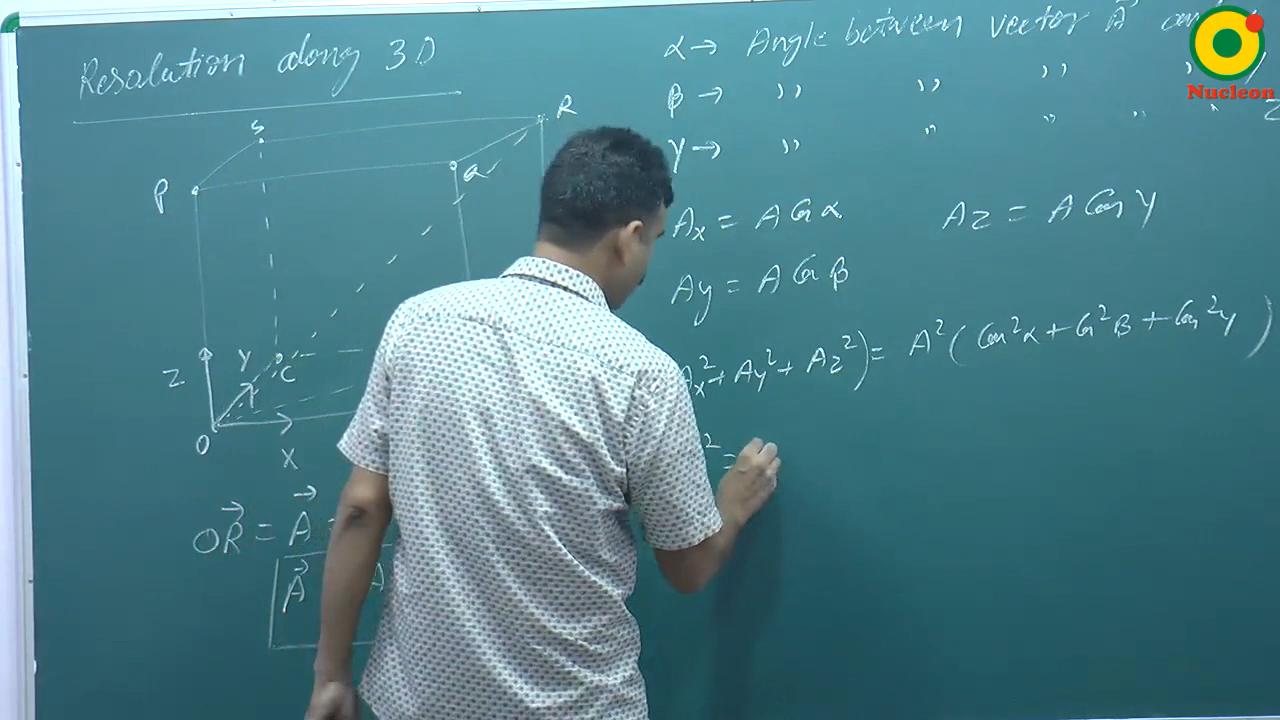 Resolution along 3D
S
R
P
Q
Z
Y
C
O
X
OR = A =
A A
α → Angle between vector A
β → " " "
γ → " " " "
Ax = A Cos α
Az = A Cos γ
Ay = A Cos β
Ax² + Ay² + Az²) = A² (Cos²α + Cos²β + Cos²γ)
² =
Nucleon